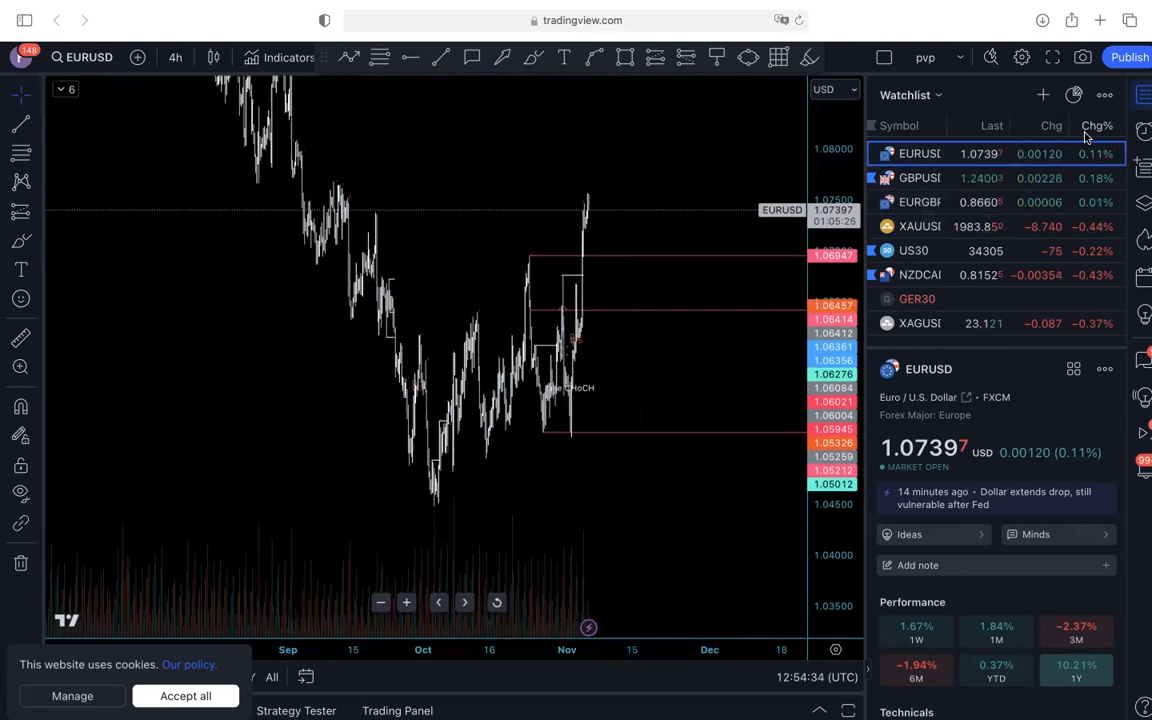 tradingview.com
148
EURUSD
4h
Indicators
pvp
Publish
6
USD
Watchlist
Symbol Last Chg Chg%
EURUSD 1.07397 0.00120 0.11%
GBPUSD 1.24003 0.00228 0.18%
EURGBP 0.86605 0.00006 0.01%
XAUUSD 1983.850 −8.740 −0.44%
US30 34305 −75 −0.22%
NZDCAD 0.81525 −0.00354 −0.43%
GER30
XAGUSD 23.121 −0.087 −0.37%
1.08000
1.07500
EURUSD 1.07397
01:05:26
1.06947
1.06457
1.06414
1.06412
1.06361
1.06356
1.06276
1.06084
1.06021
1.06004
1.05945
1.05326
1.05259
1.05212
1.05012
1.04500
1.04000
1.03500
CHoCH
Sep 15 Oct 16 Nov 15 Dec 18
EURUSD
Euro / U.S. Dollar • FXCM
Forex Major: Europe
1.07397 USD 0.00120 (0.11%)
MARKET OPEN
14 minutes ago • Dollar extends drop, still
vulnerable after Fed
Ideas
Minds
Add note
Performance
1.67% 1.84% −2.37%
1W 1M 3M
−1.94% 0.37% 10.21%
6M YTD 1Y
Technicals
99+
This website uses cookies. Our policy.
Manage
Accept all
All
12:54:34 (UTC)
Strategy Tester
Trading Panel